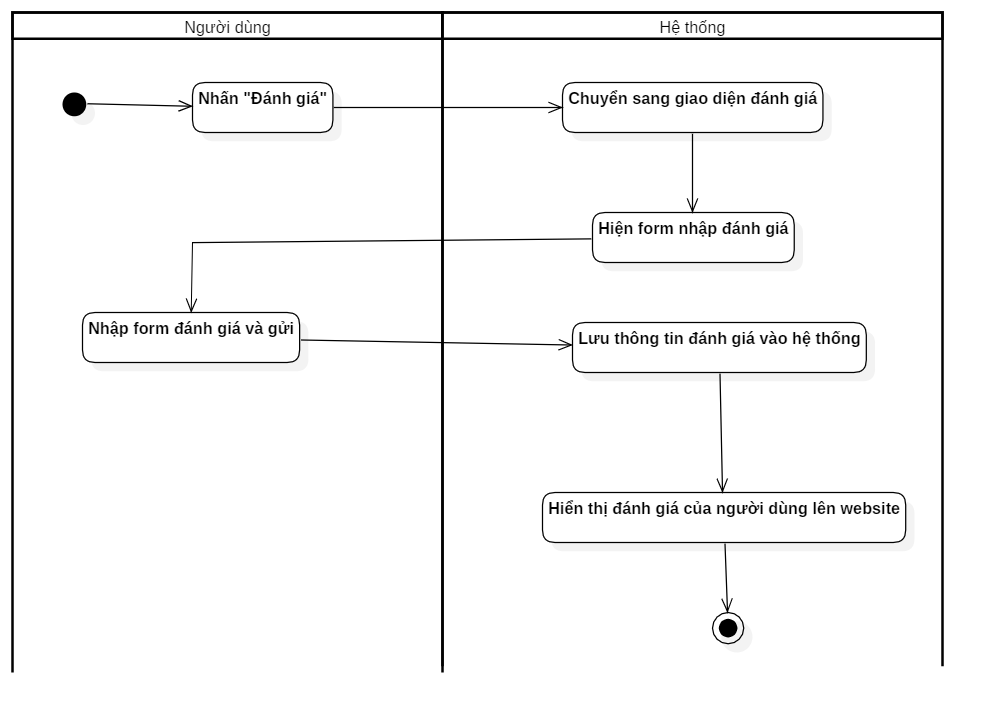 Người dùng
Hệ thống
Nhấn "Đánh giá"
Chuyển sang giao diện đánh giá
Hiện form nhập đánh giá
Nhập form đánh giá và gửi
Lưu thông tin đánh giá vào hệ thống
Hiển thị đánh giá của người dùng lên website